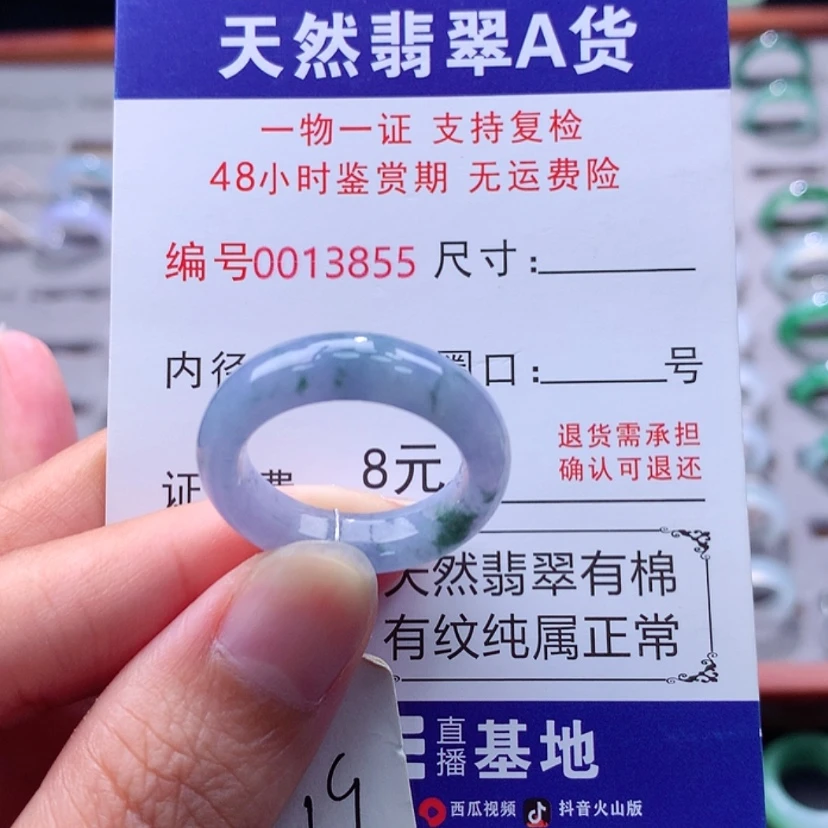 天然翡翠A货
一物一证 支持复检
48小时鉴赏期 无运费险
编号0013855 尺寸:
内径 圈口: 号
证 费 8元 退货需承担
确认可退还
天然翡翠有棉
有纹纯属正常
直播基地
西瓜视频 抖音火山版
19